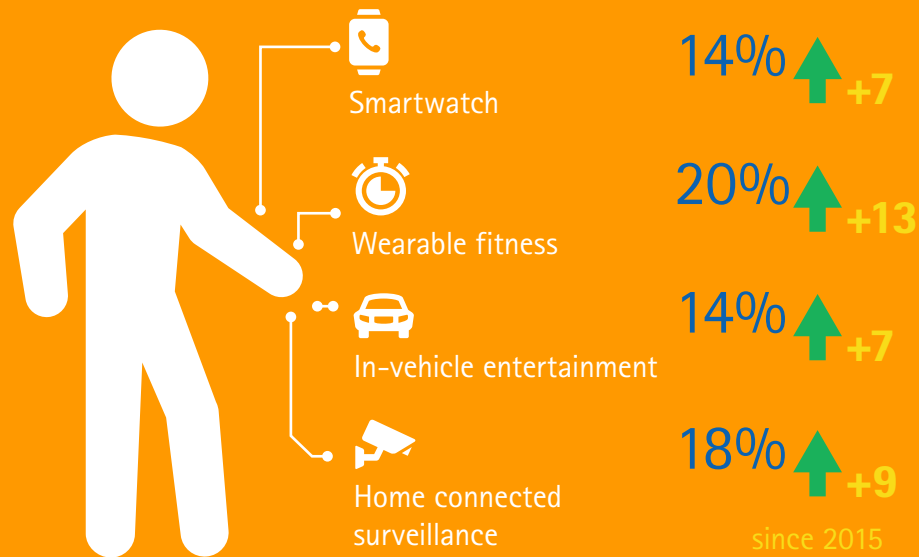 14%
+7
Smartwatch
20%
+13
Wearable fitness
14%
+7
In-vehicle entertainment
18%
+9
Home connected
surveillance
since 2015